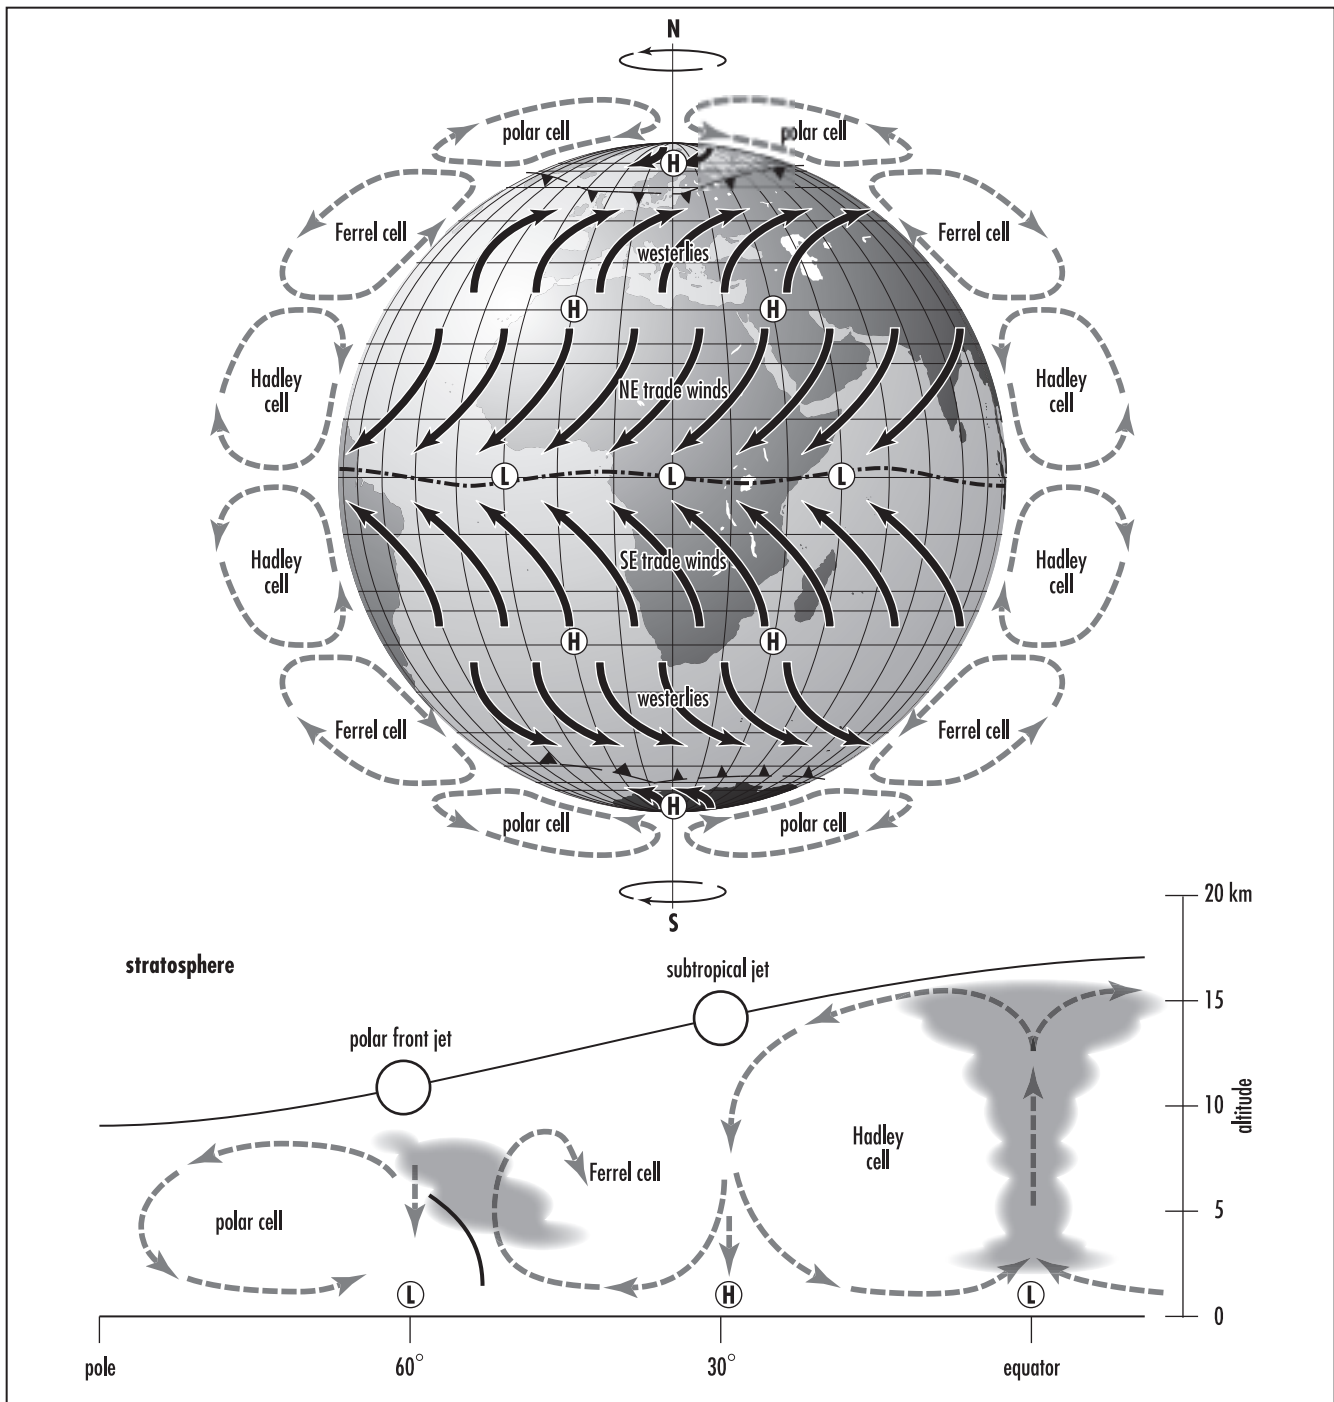 N
polar cell
polar cell
H
Ferrel cell
westerlies
Ferrel cell
H
H
Hadley
cell
NE trade winds
Hadley
cell
L
L
L
Hadley
cell
SE trade winds
Hadley
cell
H
H
Ferrel cell
westerlies
Ferrel cell
polar cell
H
polar cell
S
20 km
stratosphere
subtropical jet
15
polar front jet
10
altitude
Hadley
cell
Ferrel cell
polar cell
5
L
H
L
0
pole
60°
30°
equator